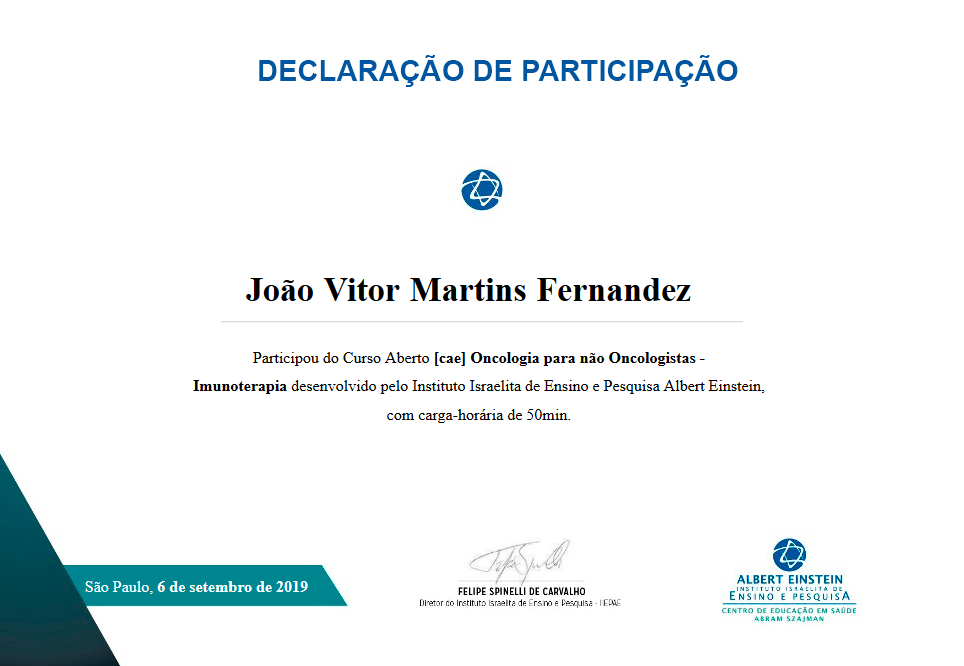 DECLARAÇÃO DE PARTICIPAÇÃO
João Vitor Martins Fernandez
Participou do Curso Aberto [cae] Oncologia para não Oncologistas -
Imunoterapia desenvolvido pelo Instituto Israelita de Ensino e Pesquisa Albert Einstein,
com carga-horária de 50min.
São Paulo, 6 de setembro de 2019
FELIPE SPINELLI DE CARVALHO
Diretor do Instituto Israelita de Ensino e Pesquisa - IIEPAE
ALBERT EINSTEIN
INSTITUTO ISRAELITA DE
ENSINO E PESQUISA
CENTRO DE EDUCAÇÃO EM SAÚDE
ABRAM SZAJMAN